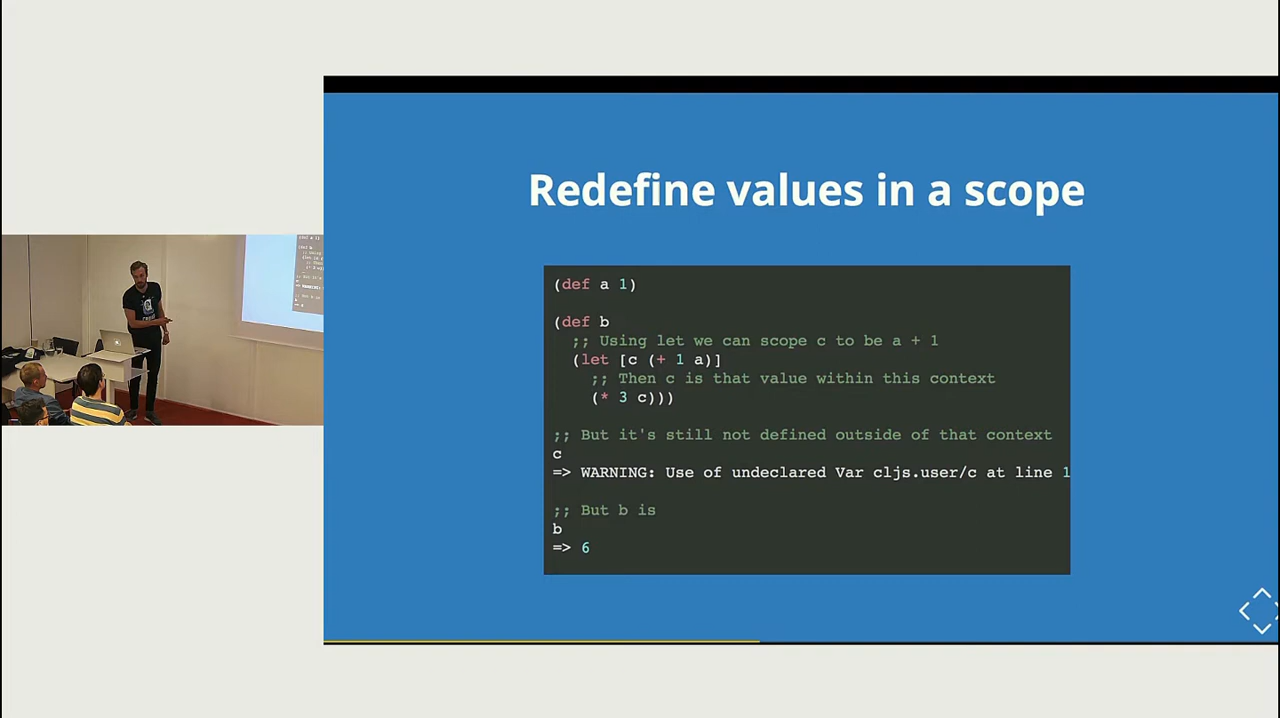 Redefine values in a scope
(def a 1)
(def b
;; Using let we can scope c to be a + 1
(let [c (+ 1 a)]
;; Then c is that value within this context
(* 3 c)))
;; But it's still not defined outside of that context
c
=> WARNING: Use of undeclared Var cljs.user/c at line 1
;; But b is
b
=> 6